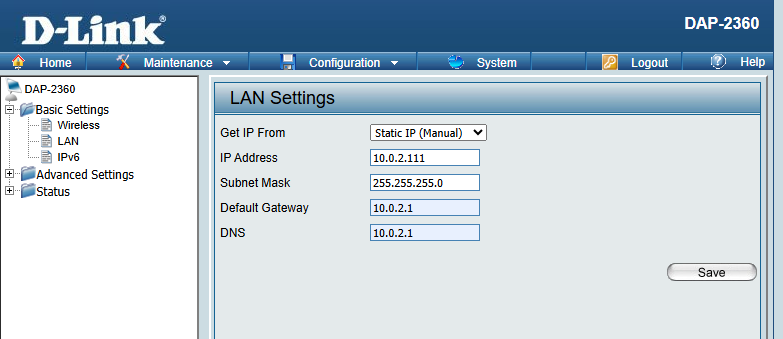 D-Link
DAP-2360
Home Maintenance Configuration System Logout Help
DAP-2360
Basic Settings
Wireless
LAN
IPv6
Advanced Settings
Status
LAN Settings
Get IP From Static IP (Manual)
IP Address 10.0.2.111
Subnet Mask 255.255.255.0
Default Gateway 10.0.2.1
DNS 10.0.2.1
Save